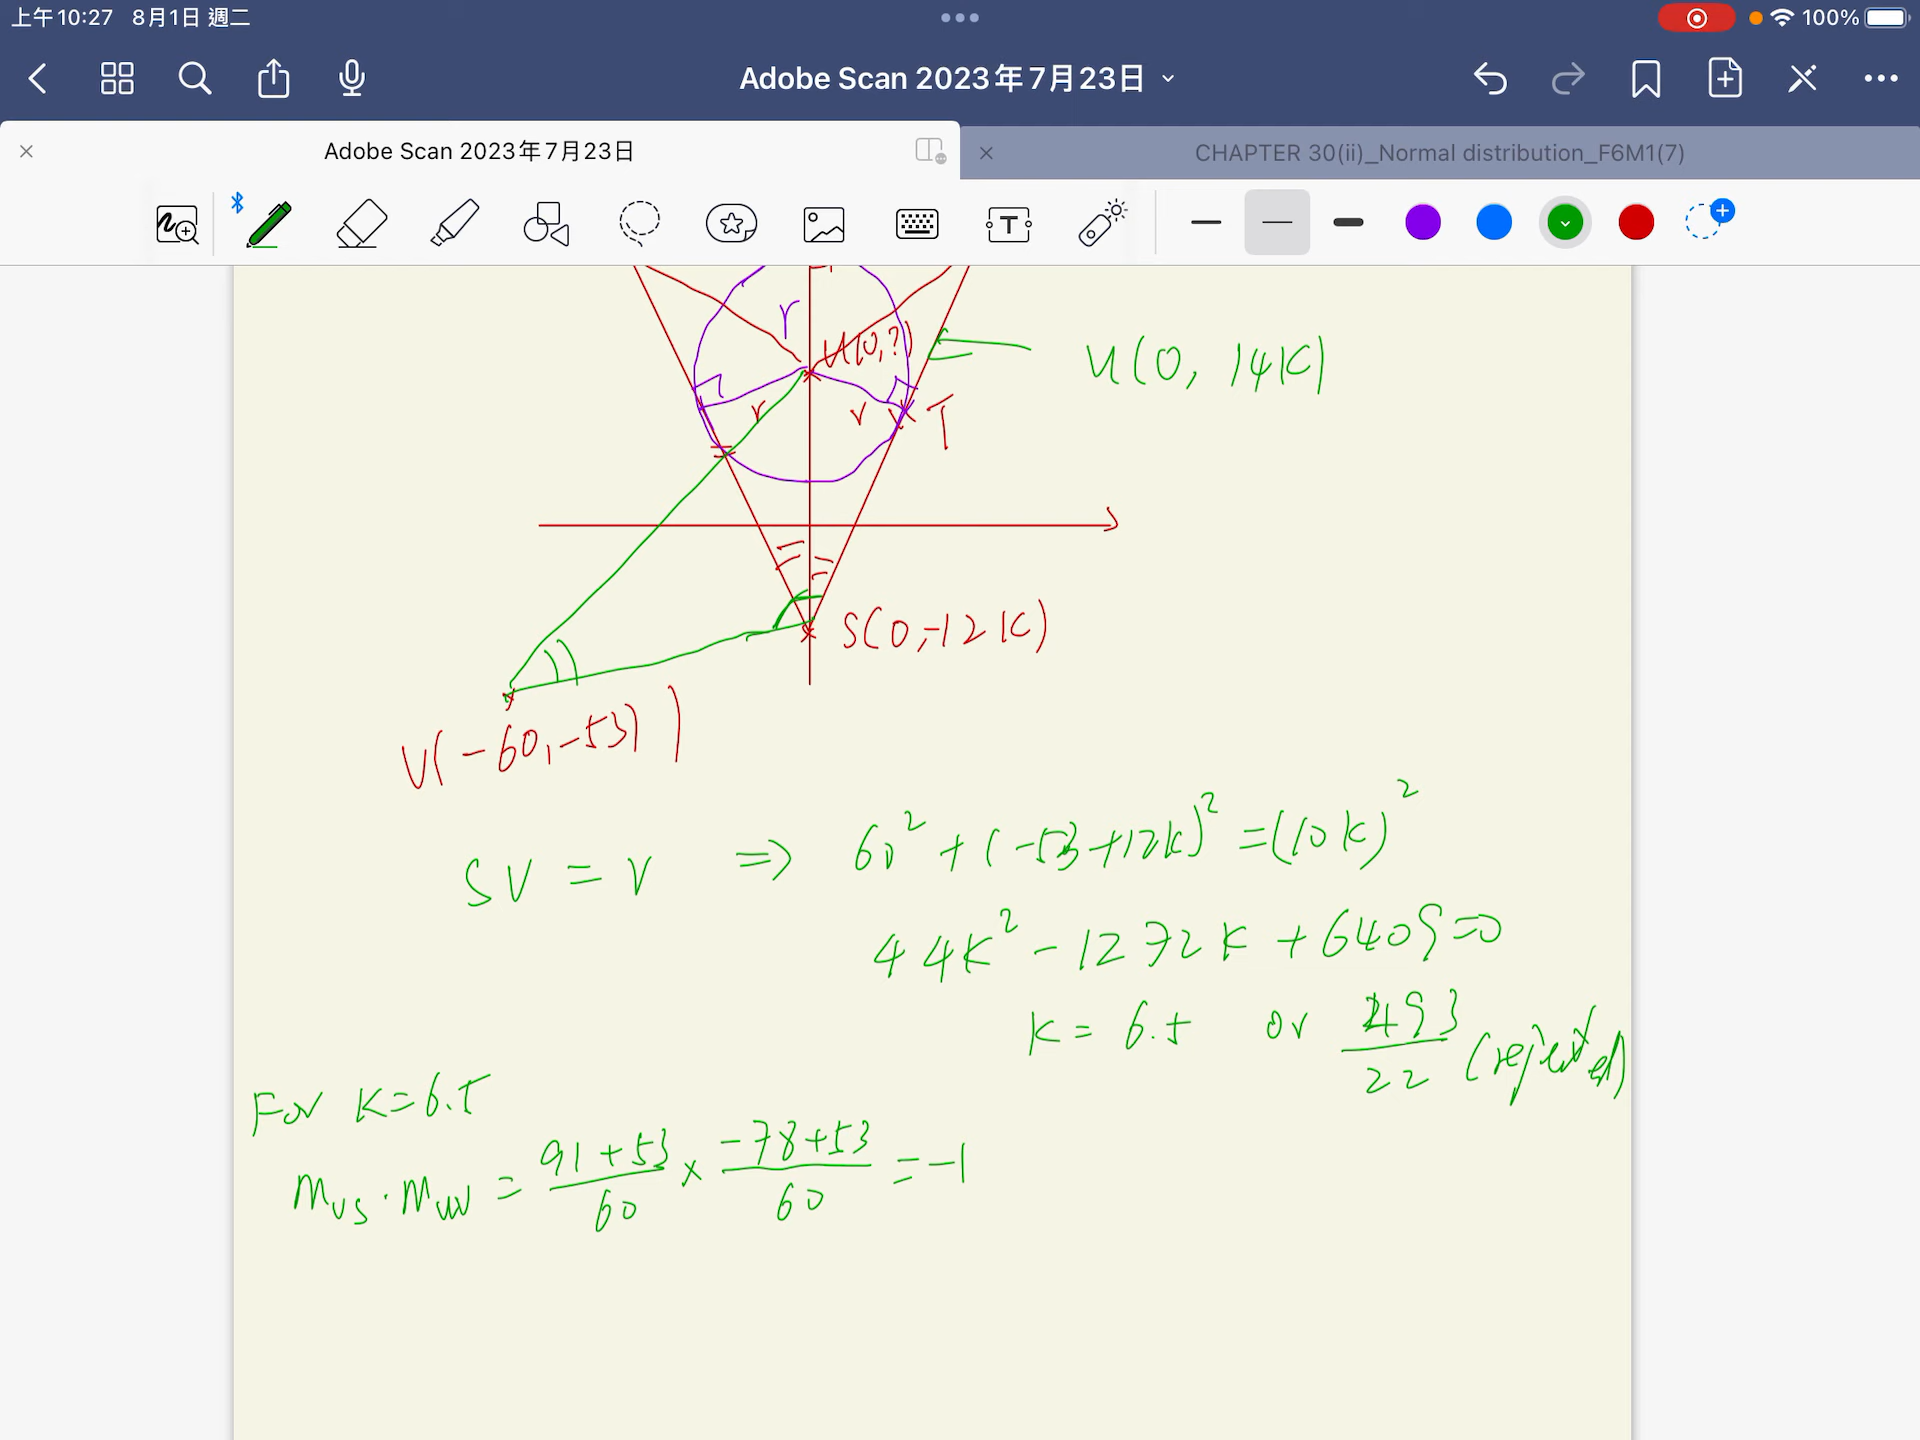 上午10:27 8月1日 週二
100%
Adobe Scan 2023年7月23日
Adobe Scan 2023年7月23日
CHAPTER 30(ii)_Normal distribution_F6M1(7)
T
r
U(0,?)
U(0, 14K)
r
r
T
S(0,-12K)
V(-60,-53)
SV = r => 60² + (-53+12K)² = (10K)²
44K² - 1272K + 6409 = 0
K = 6.5 or 493/22 (rejected)
For K=6.5
m_VS · m_UV = (91+53)/60 × (-78+53)/60 = -1